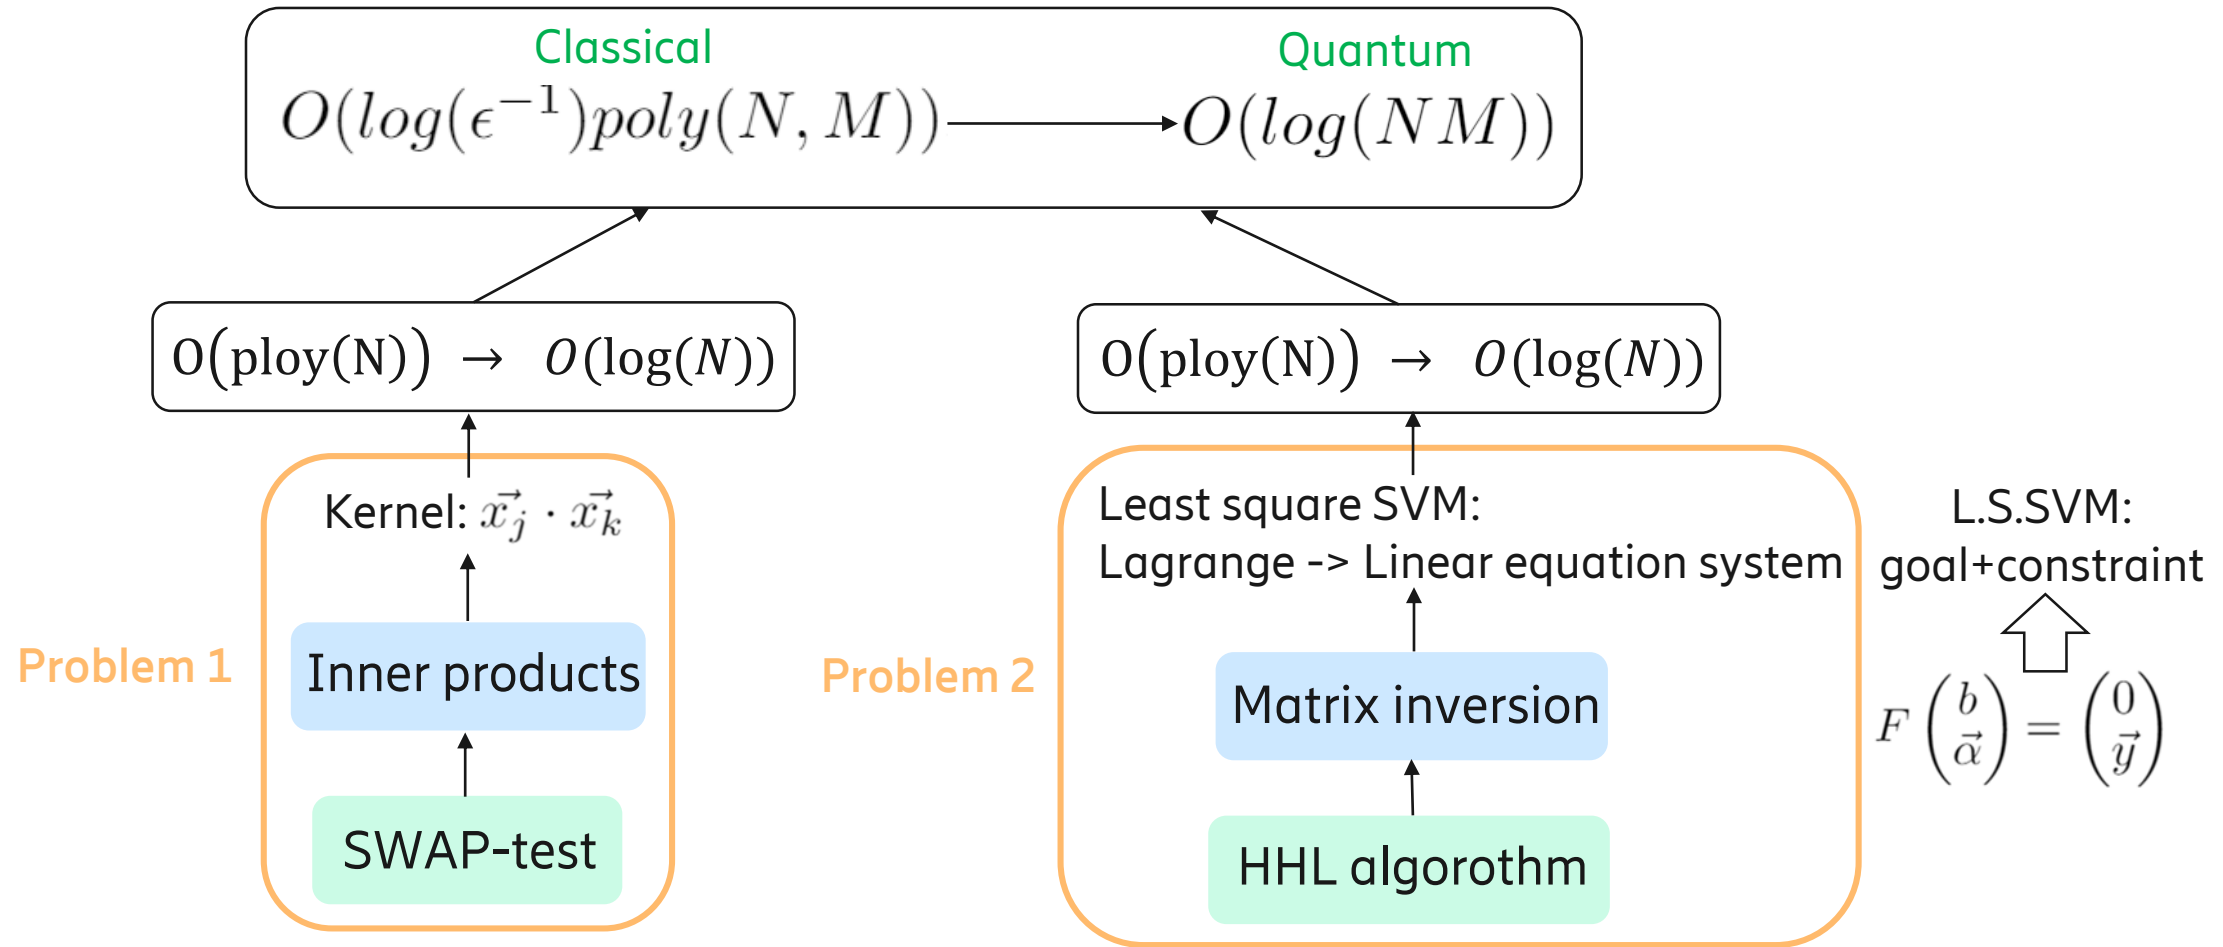 Classical
Quantum
O(log(ϵ⁻¹)poly(N, M))
O(log(NM))
O(ploy(N)) → O(log(N))
O(ploy(N)) → O(log(N))
Problem 1
Kernel: x⃗_j · x⃗_k
Inner products
SWAP-test
Problem 2
Least square SVM:
Lagrange -> Linear equation system
Matrix inversion
HHL algorothm
L.S.SVM:
goal+constraint
F (b α⃗) = (0 y⃗)